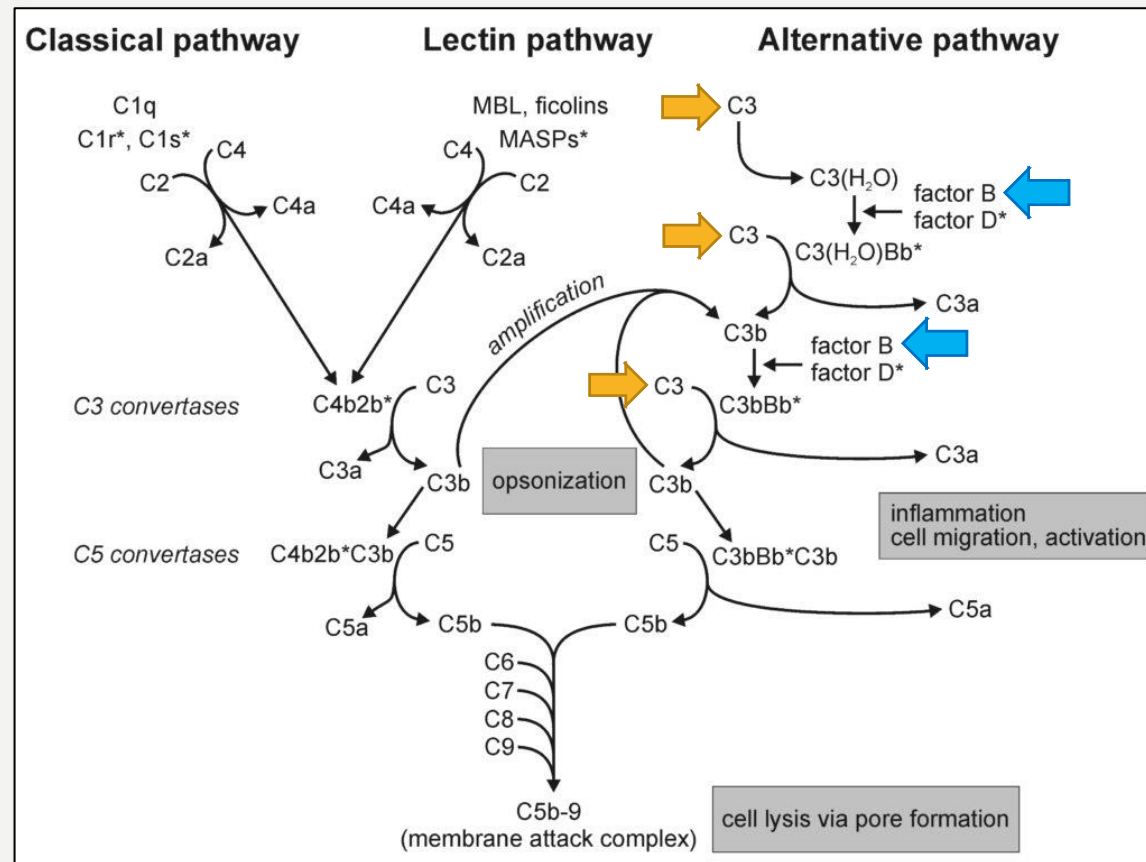 Classical pathway
Lectin pathway
Alternative pathway
C1q
C1r*, C1s*
C4
C2
C4a
C2a
MBL, ficolins
MASPs*
C4
C2
C4a
C2a
C3
C3(H₂O)
factor B
factor D*
C3
C3(H₂O)Bb*
C3a
C3b
factor B
factor D*
amplification
C3 convertases
C4b2b*
C3
C3
C3bBb*
C3a
C3b
opsonization
C3b
C3a
inflammation
cell migration, activation
C5 convertases
C4b2b*C3b
C5
C5
C3bBb*C3b
C5a
C5b
C5b
C5a
C6
C7
C8
C9
C5b-9
(membrane attack complex)
cell lysis via pore formation